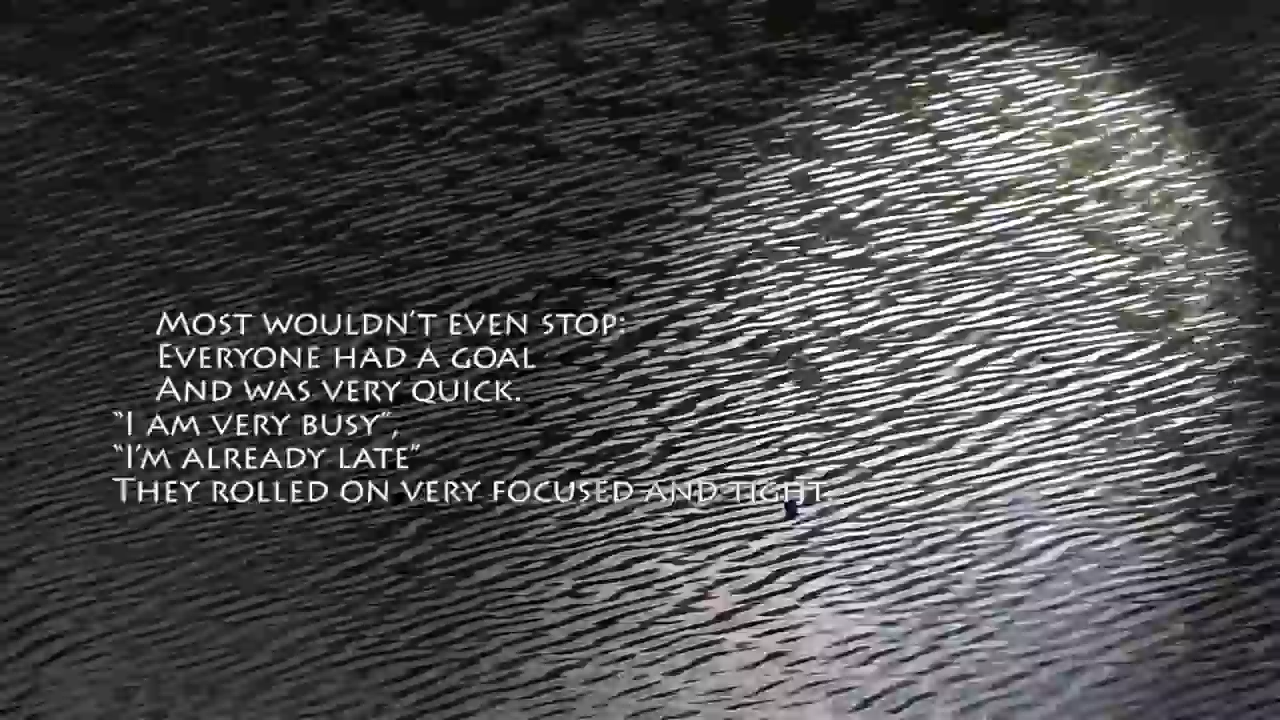 Most wouldn't even stop:
Everyone had a goal
And was very quick.
"I am very busy",
"I'm already late"
They rolled on very focused and tight.